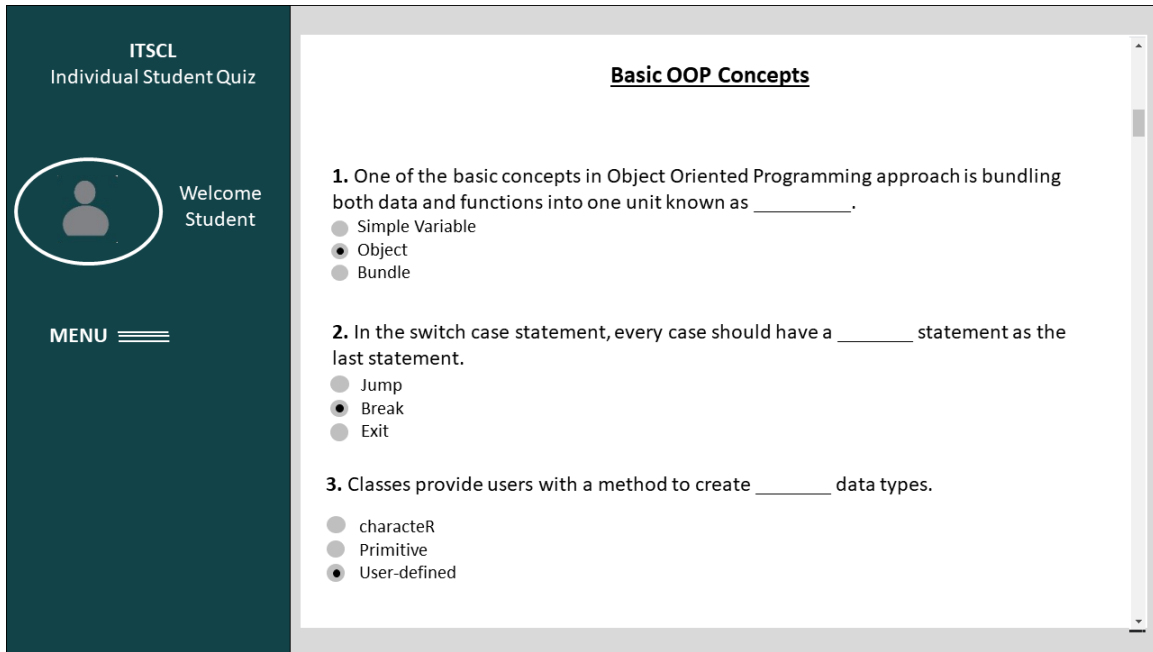 ITSCL
Individual Student Quiz
Welcome
Student
MENU
Basic OOP Concepts
1. One of the basic concepts in Object Oriented Programming approach is bundling
both data and functions into one unit known as __________.
Simple Variable
Object
Bundle
2. In the switch case statement, every case should have a ________ statement as the
last statement.
Jump
Break
Exit
3. Classes provide users with a method to create ________ data types.
characteR
Primitive
User-defined